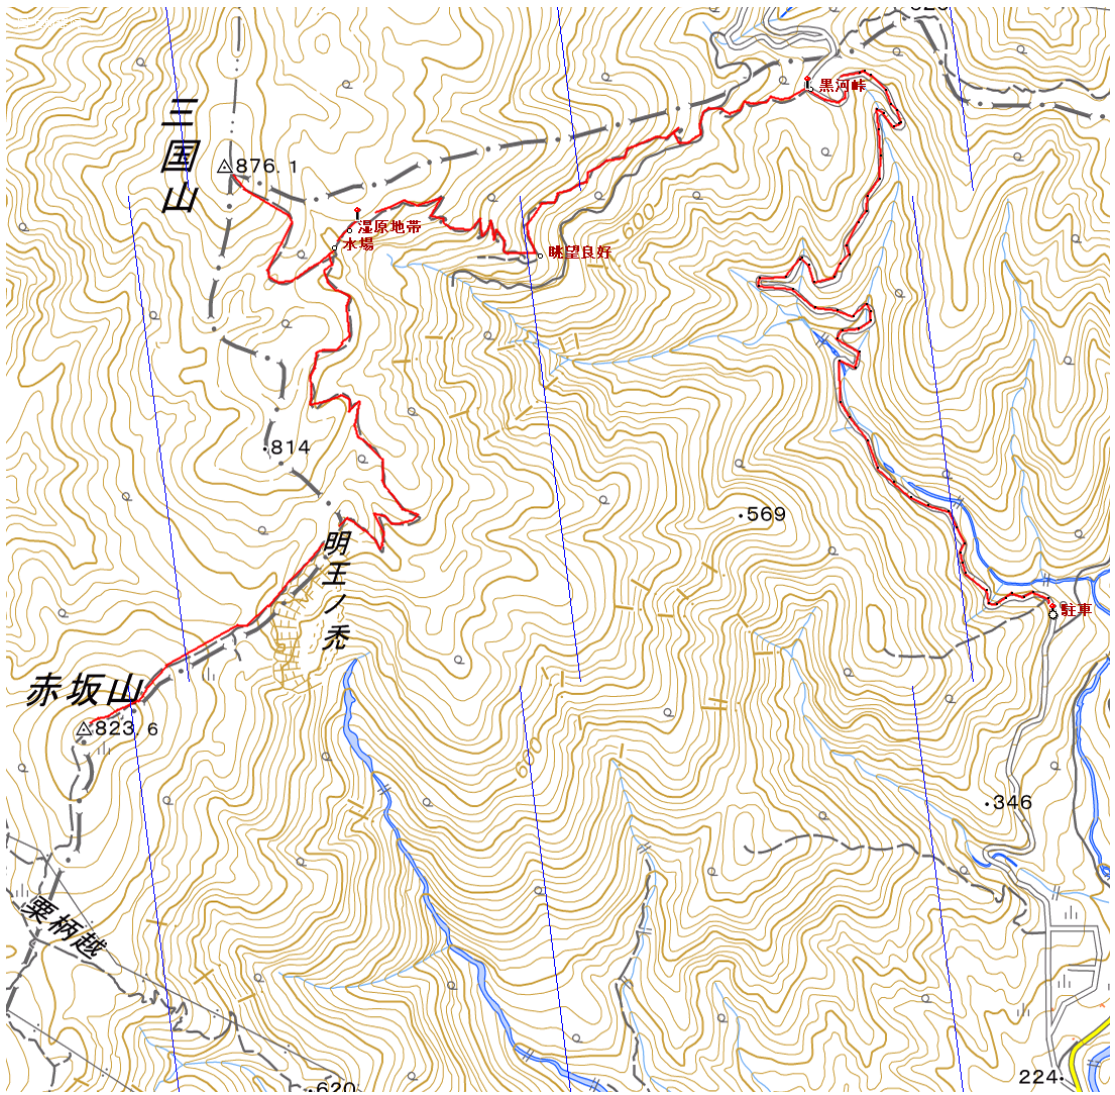 黒河峠
三国山
876.1
湿原地帯
水場
眺望良好
600
814
569
明王ノ禿
駐車
赤坂山
823.6
600
346
粟柄越
224
620